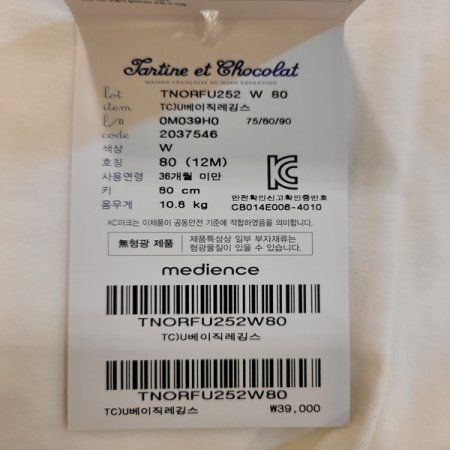 Tartine et Chocolat
MAISON FRANÇAISE DE MODE ENFANTINE
lot TNORFU252 W 80
item TC)U베이직레깅스
L/# 0M039H0 75/80/90
code 2037546
색상 W
호칭 80 (12M)
사용연령 36개월 미만
키 80 cm
몸무게 10.8 kg
안전확인신고확인증번호
CB014E006-4010
KC마크는 이제품이 공동안전 기준에 적합하였음을 의미합니다.
無형광 제품 제품특성상 일부 부자재류는
형광물질이 있을 수 있습니다.
medience
TNORFU252W80
TC)U베이직레깅스
TNORFU252W80
TC)U베이직레깅스 ₩39,000